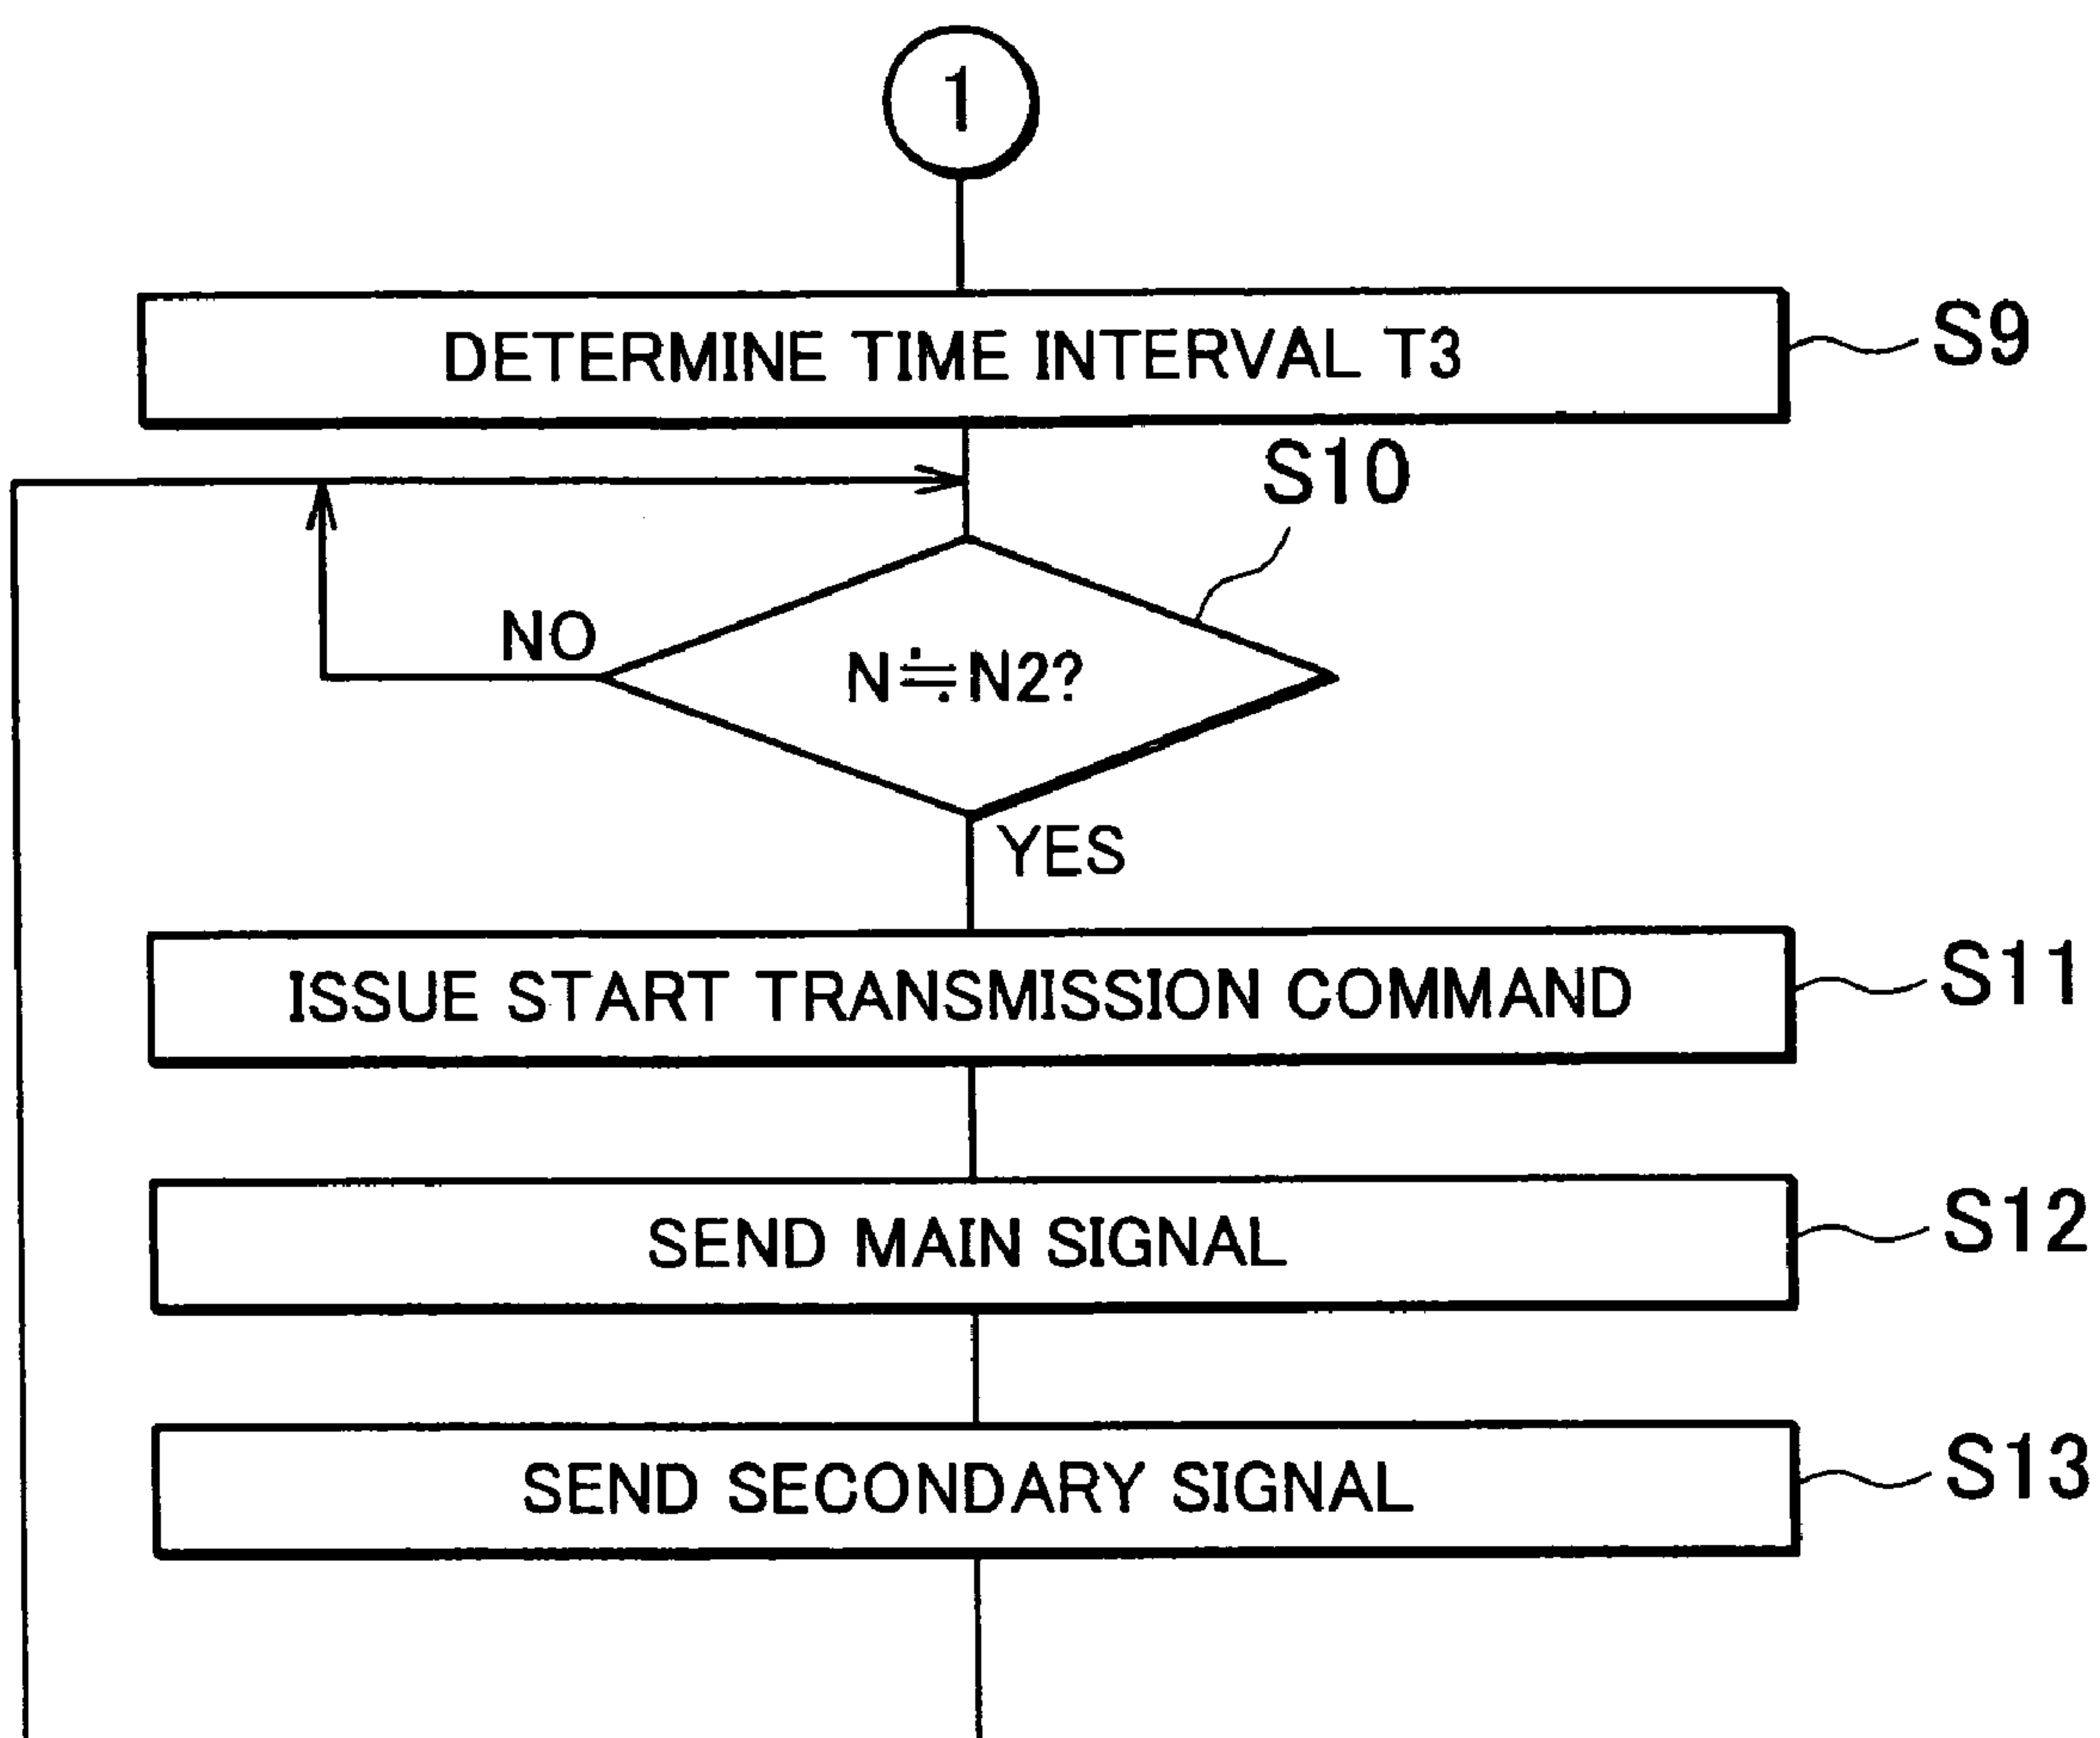 1
DETERMINE TIME INTERVAL T3
S9
S10
NO
N≒N2?
YES
ISSUE START TRANSMISSION COMMAND
S11
SEND MAIN SIGNAL
S12
SEND SECONDARY SIGNAL
S13